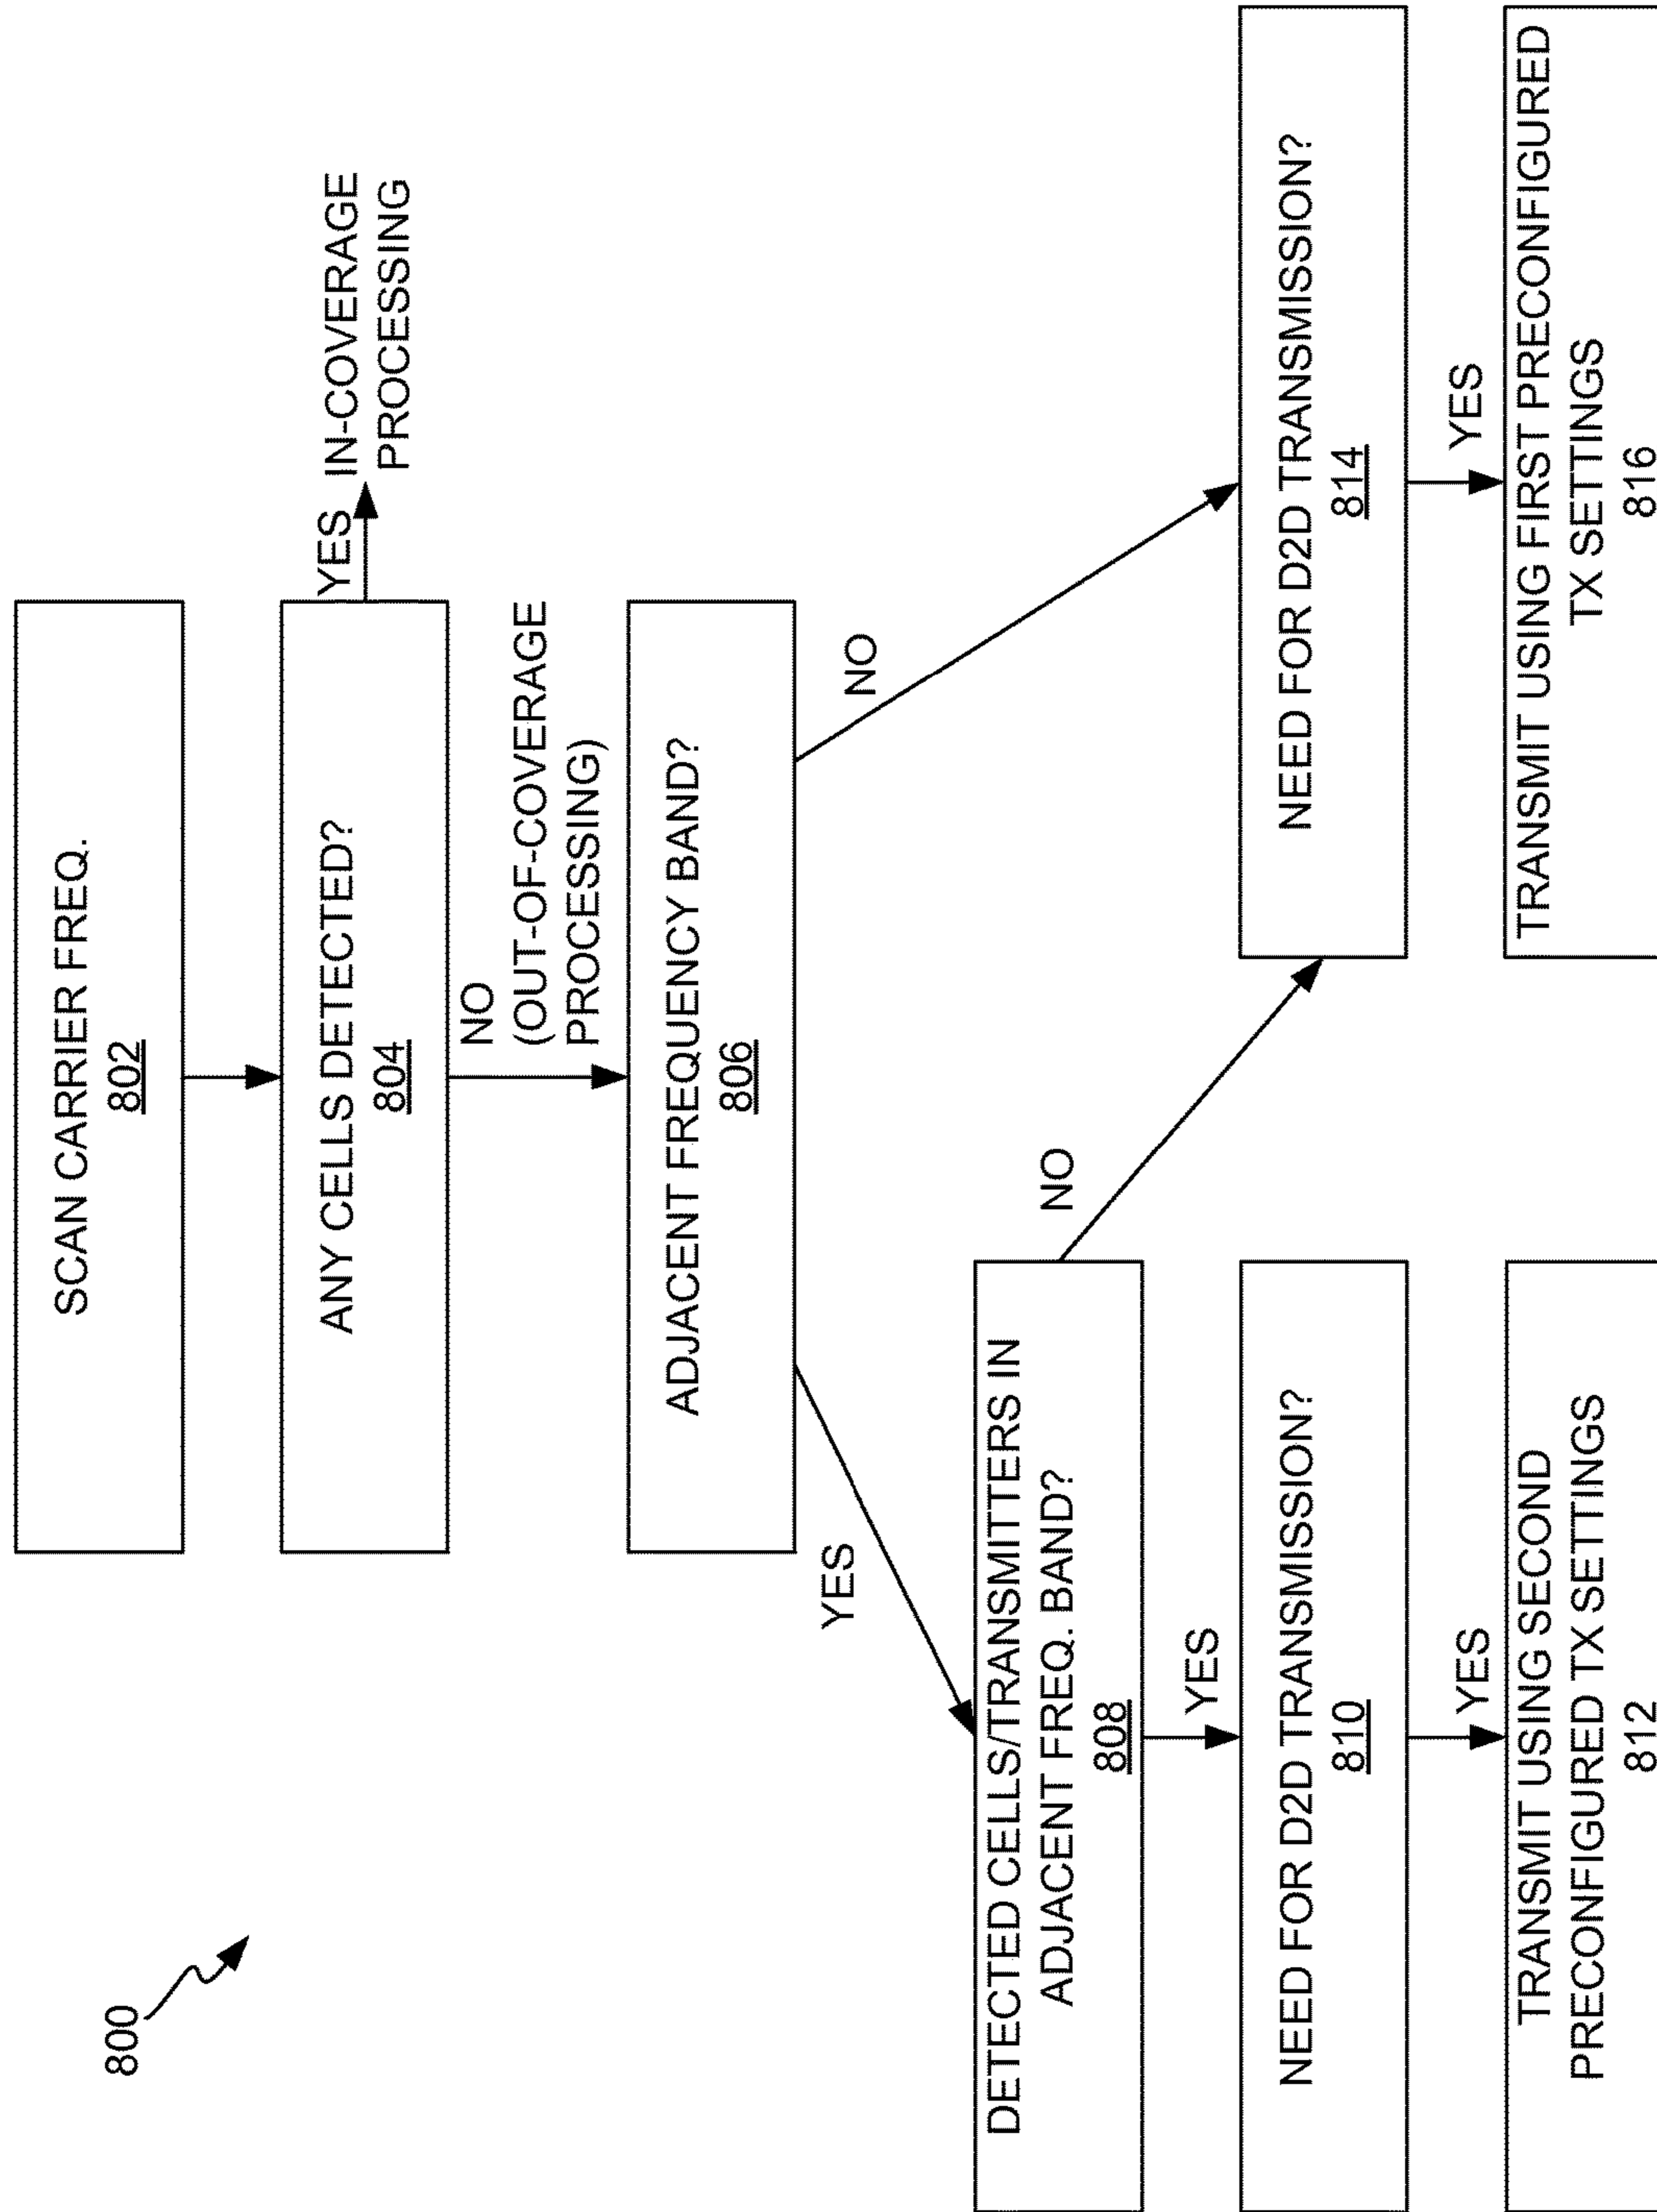 800
SCAN CARRIER FREQ.
802
ANY CELLS DETECTED?
804
YES
IN-COVERAGE
PROCESSING
NO
(OUT-OF-COVERAGE
PROCESSING)
ADJACENT FREQUENCY BAND?
806
YES
NO
DETECTED CELLS/TRANSMITTERS IN
ADJACENT FREQ. BAND?
808
NO
YES
NEED FOR D2D TRANSMISSION?
810
YES
TRANSMIT USING SECOND
PRECONFIGURED TX SETTINGS
812
NEED FOR D2D TRANSMISSION?
814
YES
TRANSMIT USING FIRST PRECONFIGURED
TX SETTINGS
816